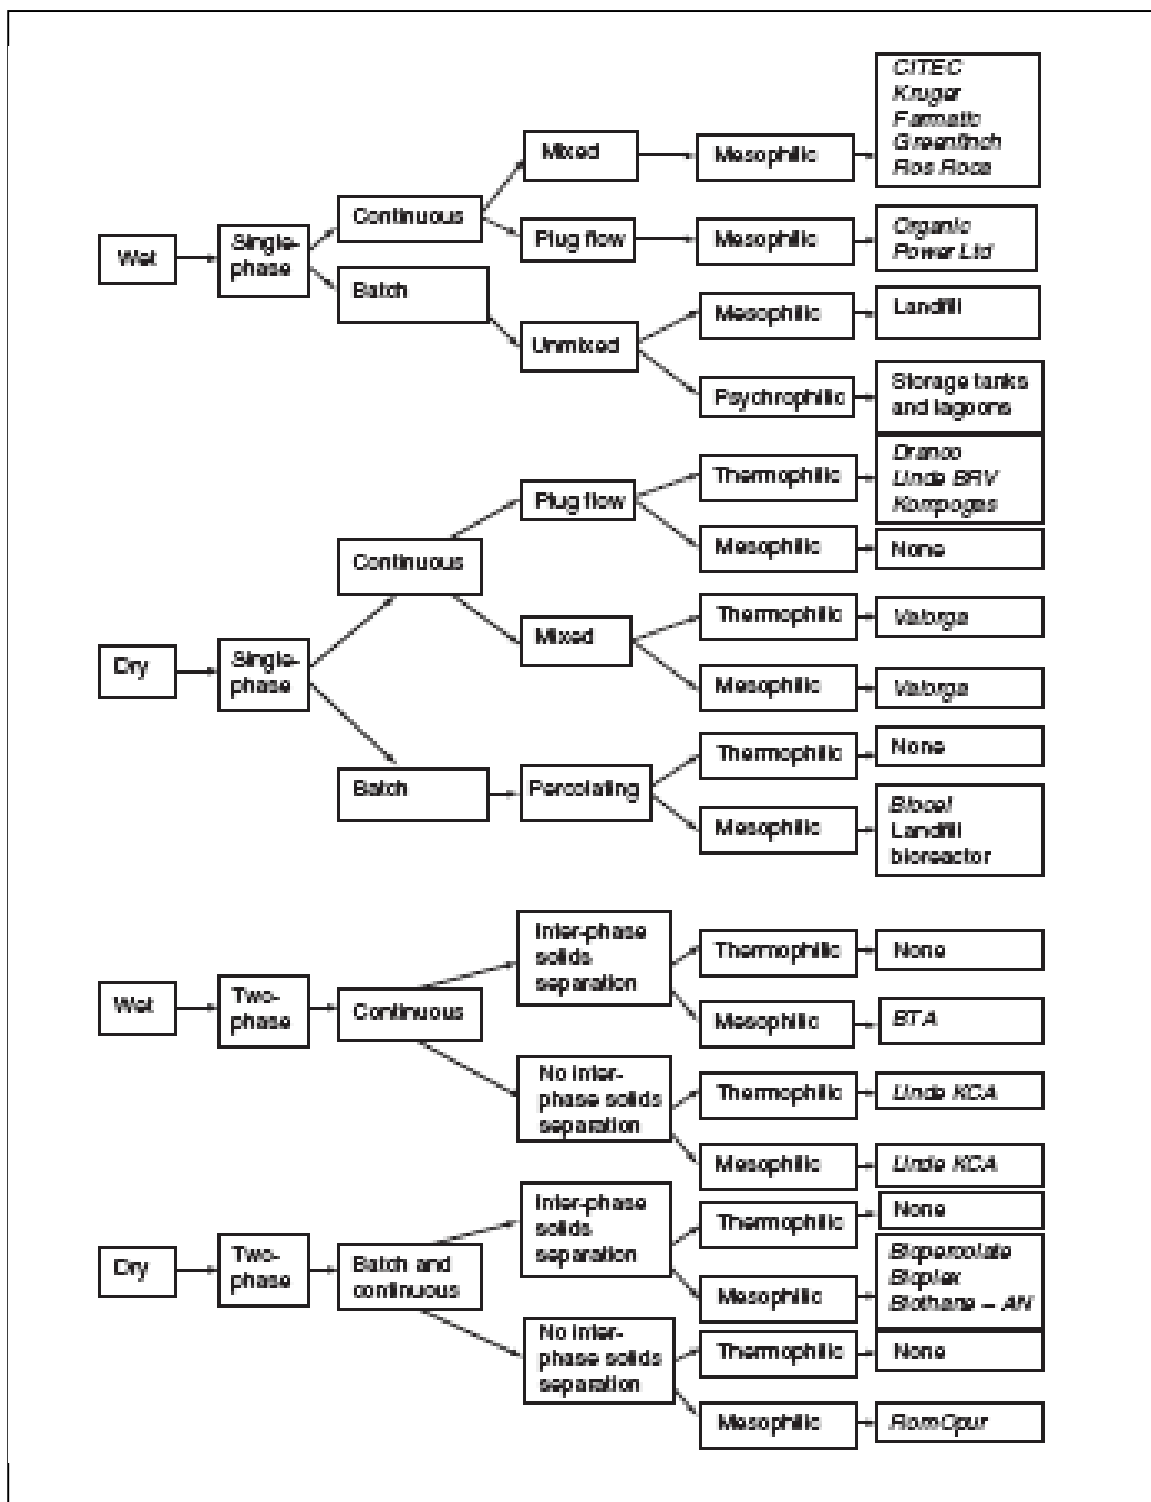 CITEC
Kruger
Farmatic
Greenfinch
Ros Roca
Mixed
Mesophilic
Continuous
Wet
Single-
phase
Plug flow
Mesophilic
Organic
Power Ltd
Batch
Unmixed
Mesophilic
Landfill
Psychrophilic
Storage tanks
and lagoons
Dry
Single-
phase
Continuous
Plug flow
Thermophilic
Dranco
Linde BRV
Kompogas
Mesophilic
None
Mixed
Thermophilic
Valorga
Mesophilic
Valorga
Batch
Percolating
Thermophilic
None
Mesophilic
Biocel
Landfill
bioreactor
Wet
Two-
phase
Continuous
Inter-phase
solids
separation
Thermophilic
None
Mesophilic
BTA
No inter-
phase solids
separation
Thermophilic
Linde KCA
Mesophilic
Linde KCA
Dry
Two-
phase
Batch and
continuous
Inter-phase
solids
separation
Thermophilic
None
Mesophilic
Biopercolate
Bioplex
Biothane – AN
No inter-
phase solids
separation
Thermophilic
None
Mesophilic
RomOpur